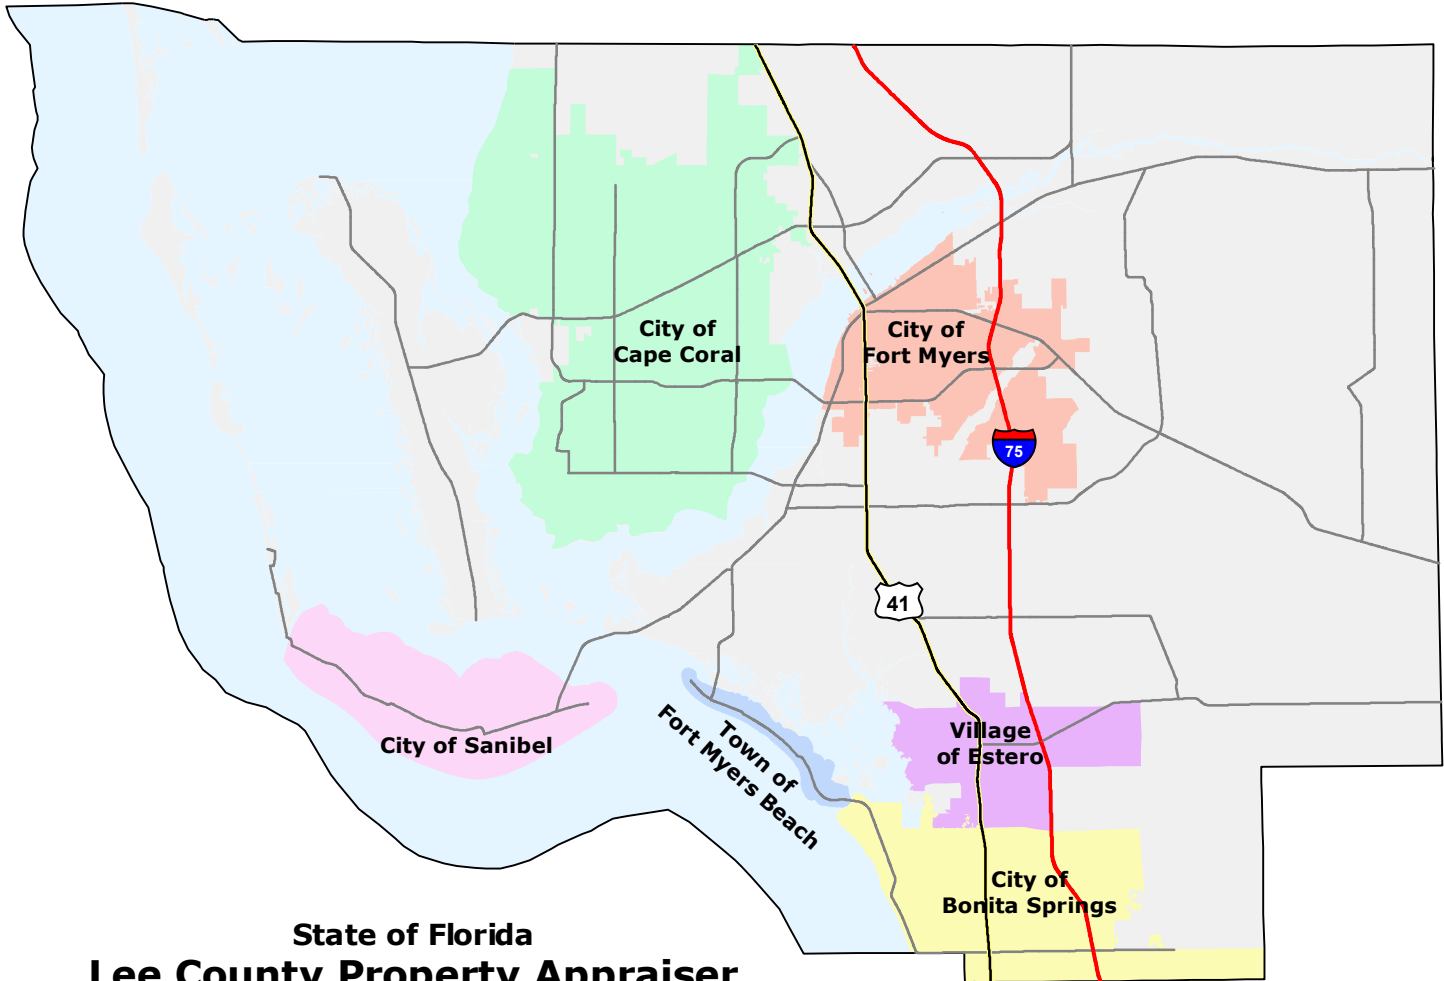 City of
Cape Coral
City of
Fort Myers
75
41
City of Sanibel
Town of
Fort Myers Beach
Village
of Estero
City of
Bonita Springs
State of Florida
Lee County Property Appraiser